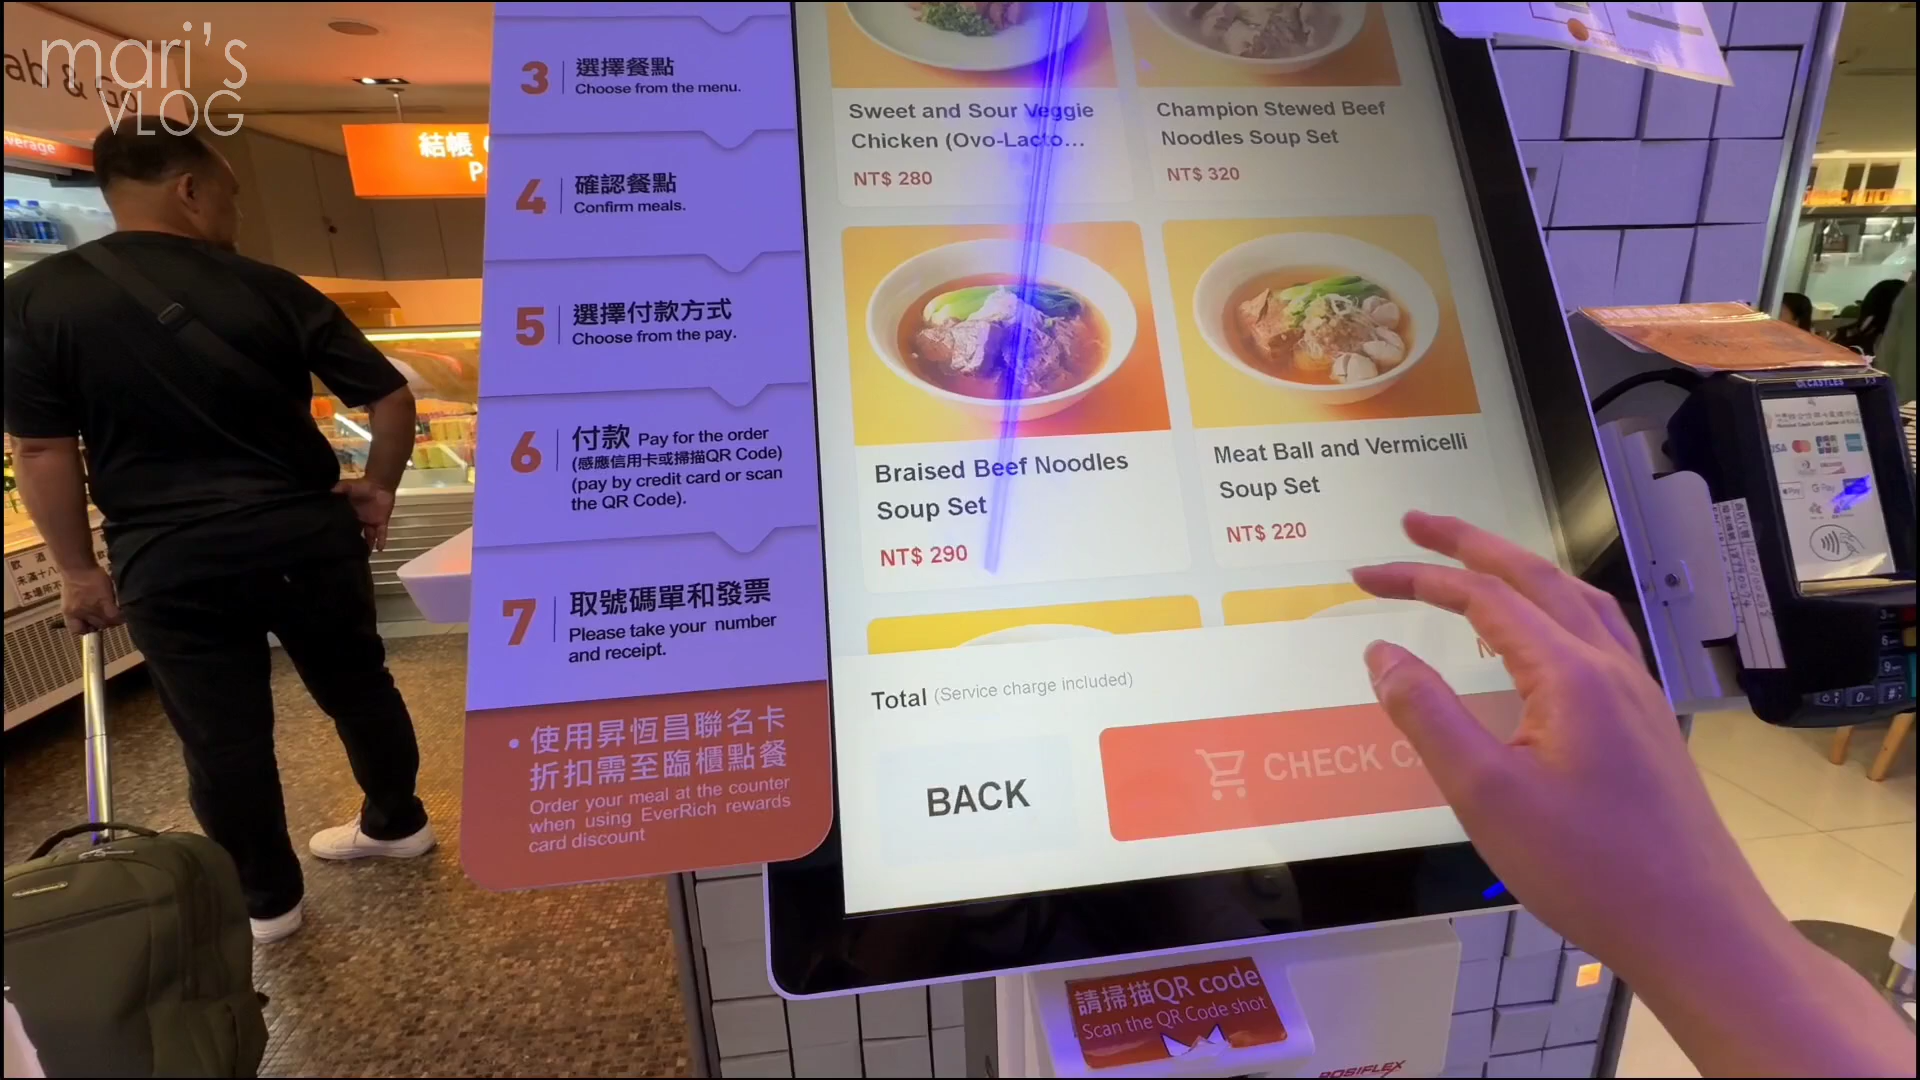 mari's
VLOG
ab & Go
verage
結帳
3
選擇餐點
Choose from the menu.
4
確認餐點
Confirm meals.
5
選擇付款方式
Choose from the pay.
6
付款 Pay for the order
(感應信用卡或掃描QR Code)
(pay by credit card or scan
the QR Code).
7
取號碼單和發票
Please take your number
and receipt.
• 使用昇恆昌聯名卡
折扣需至臨櫃點餐
Order your meal at the counter
when using EverRich rewards
card discount
Sweet and Sour Veggie
Chicken (Ovo-Lacto...
NT$ 280
Champion Stewed Beef
Noodles Soup Set
NT$ 320
Braised Beef Noodles
Soup Set
NT$ 290
Meat Ball and Vermicelli
Soup Set
NT$ 220
Total (Service charge included)
BACK
CHECK CA
請掃描QR code
Scan the QR Code shot
POSIFLEX
CASTLES